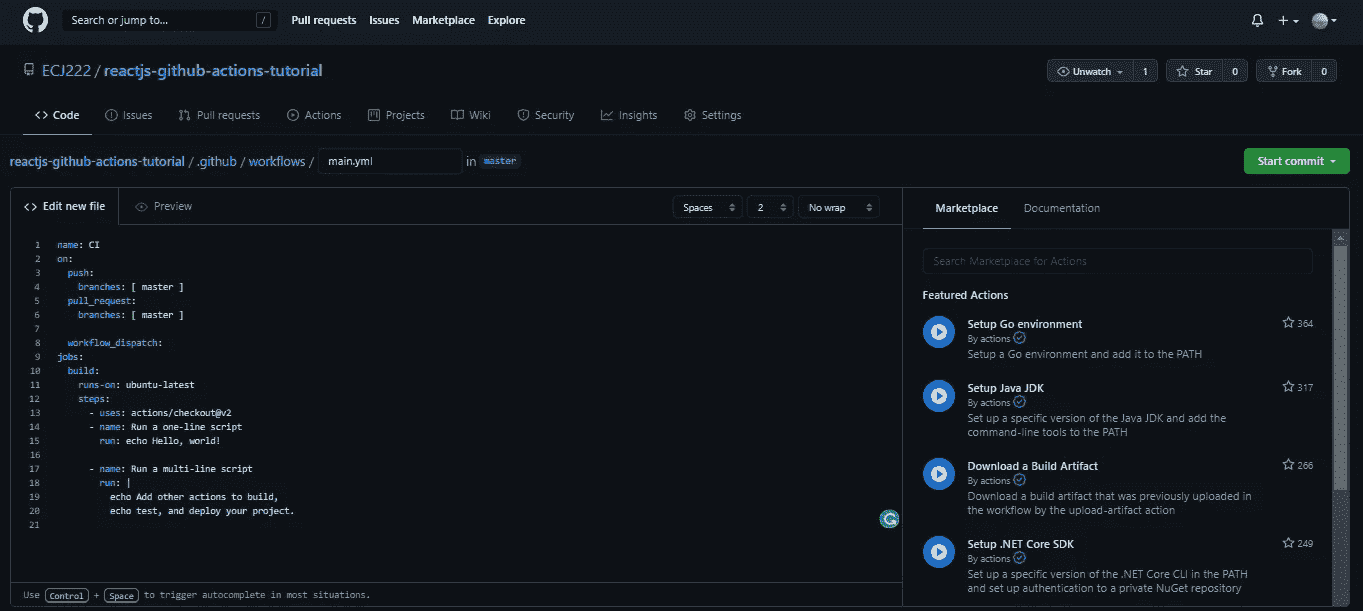 Search or jump to... /
Pull requests Issues Marketplace Explore
ECJ222 / reactjs-github-actions-tutorial
Unwatch 1 Star 0 Fork 0
Code Issues Pull requests Actions Projects Wiki Security Insights Settings
reactjs-github-actions-tutorial / .github / workflows / main.yml in master
Start commit
Edit new file Preview
Spaces 2 No wrap
1 name: CI
2 on:
3 push:
4 branches: [ master ]
5 pull_request:
6 branches: [ master ]
7
8 workflow_dispatch:
9 jobs:
10 build:
11 runs-on: ubuntu-latest
12 steps:
13 - uses: actions/checkout@v2
14 - name: Run a one-line script
15 run: echo Hello, world!
16
17 - name: Run a multi-line script
18 run: |
19 echo Add other actions to build,
20 echo test, and deploy your project.
21
Use Control + Space to trigger autocomplete in most situations.
Marketplace Documentation
Search Marketplace for Actions
Featured Actions
Setup Go environment 364
By actions
Setup a Go environment and add it to the PATH
Setup Java JDK 317
By actions
Set up a specific version of the Java JDK and add the
command-line tools to the PATH
Download a Build Artifact 266
By actions
Download a build artifact that was previously uploaded in
the workflow by the upload-artifact action
Setup .NET Core SDK 249
By actions
Set up a specific version of the .NET Core CLI in the PATH
and set up authentication to a private NuGet repository